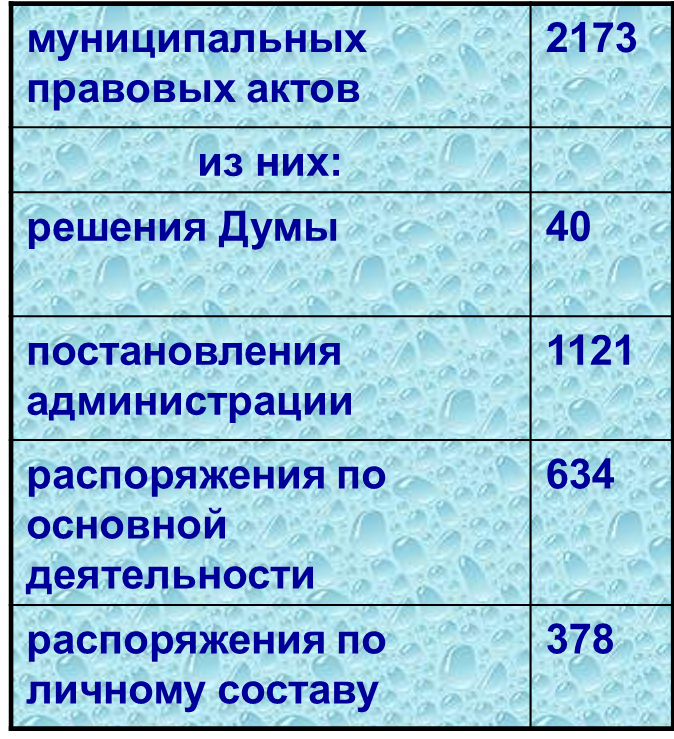 муниципальных 2173
правовых актов
из них:
решения Думы 40
постановления 1121
администрации
распоряжения по 634
основной
деятельности
распоряжения по 378
личному составу